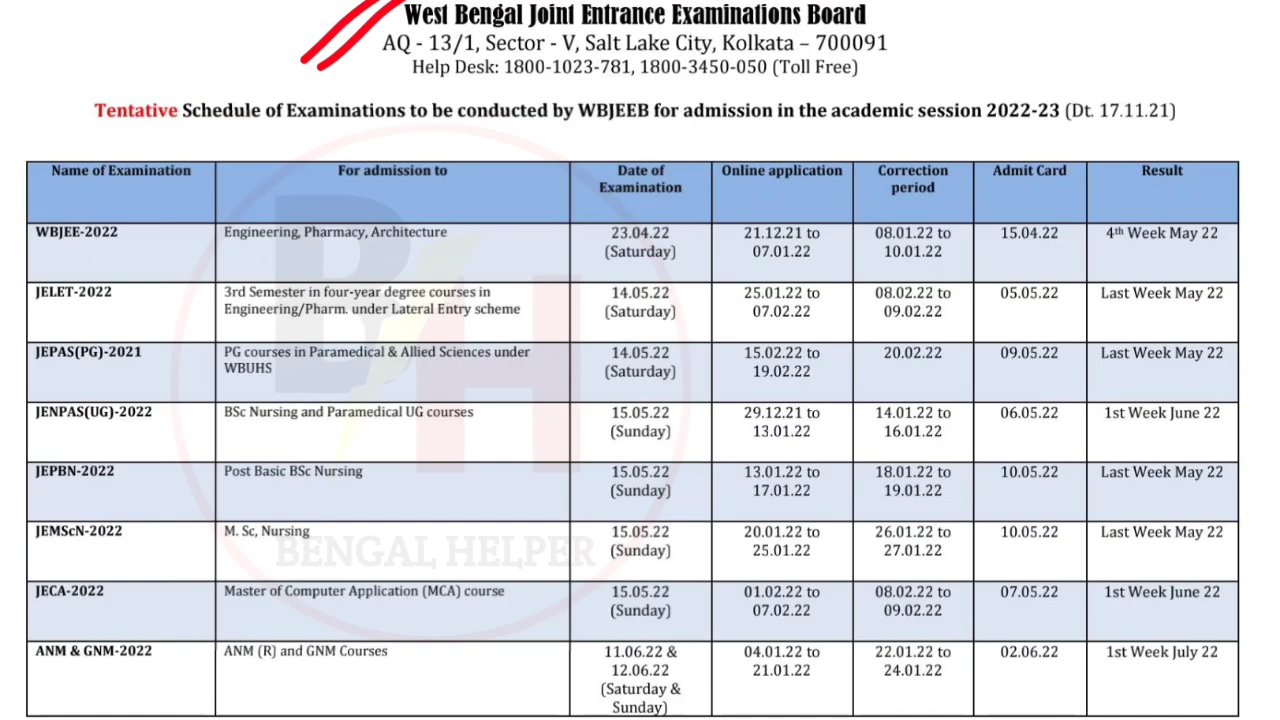 West Bengal Joint Entrance Examinations Board
AQ - 13/1, Sector - V, Salt Lake City, Kolkata – 700091
Help Desk: 1800-1023-781, 1800-3450-050 (Toll Free)
Tentative Schedule of Examinations to be conducted by WBJEEB for admission in the academic session 2022-23 (Dt. 17.11.21)
Name of Examination For admission to Date of Examination Online application Correction period Admit Card Result
WBJEE-2022 Engineering, Pharmacy, Architecture 23.04.22 (Saturday) 21.12.21 to 07.01.22 08.01.22 to 10.01.22 15.04.22 4th Week May 22
JELET-2022 3rd Semester in four-year degree courses in Engineering/Pharm. under Lateral Entry scheme 14.05.22 (Saturday) 25.01.22 to 07.02.22 08.02.22 to 09.02.22 05.05.22 Last Week May 22
JEPAS(PG)-2021 PG courses in Paramedical & Allied Sciences under WBUHS 14.05.22 (Saturday) 15.02.22 to 19.02.22 20.02.22 09.05.22 Last Week May 22
JENPAS(UG)-2022 BSc Nursing and Paramedical UG courses 15.05.22 (Sunday) 29.12.21 to 13.01.22 14.01.22 to 16.01.22 06.05.22 1st Week June 22
JEPBN-2022 Post Basic BSc Nursing 15.05.22 (Sunday) 13.01.22 to 17.01.22 18.01.22 to 19.01.22 10.05.22 Last Week May 22
JEMScN-2022 M. Sc, Nursing 15.05.22 (Sunday) 20.01.22 to 25.01.22 26.01.22 to 27.01.22 10.05.22 Last Week May 22
BENGAL HELPER
JECA-2022 Master of Computer Application (MCA) course 15.05.22 (Sunday) 01.02.22 to 07.02.22 08.02.22 to 09.02.22 07.05.22 1st Week June 22
ANM & GNM-2022 ANM (R) and GNM Courses 11.06.22 & 12.06.22 (Saturday & Sunday) 04.01.22 to 21.01.22 22.01.22 to 24.01.22 02.06.22 1st Week July 22
BH